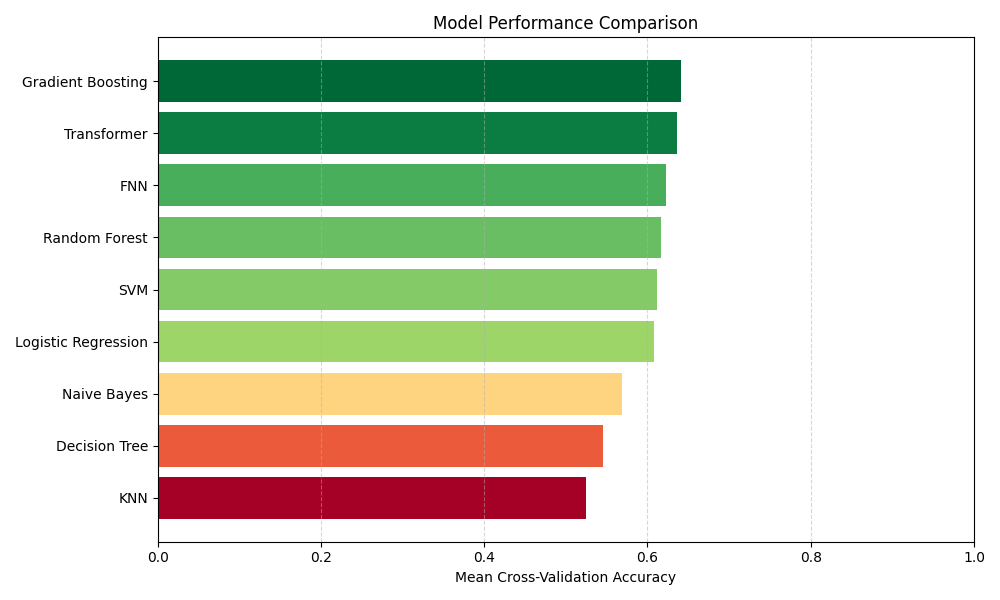 Model Performance Comparison
Gradient Boosting
Transformer
FNN
Random Forest
SVM
Logistic Regression
Naive Bayes
Decision Tree
KNN
0.0 0.2 0.4 0.6 0.8 1.0
Mean Cross-Validation Accuracy